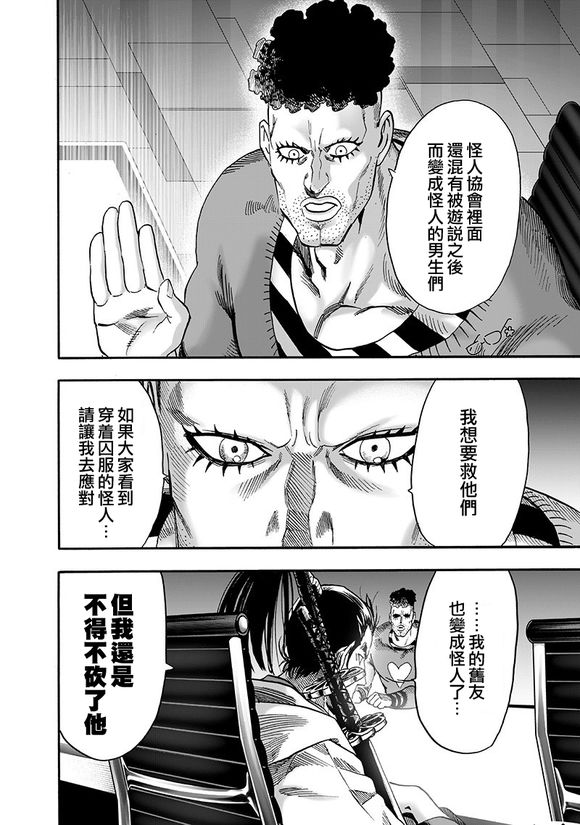 怪人協會裡面
還混有被遊説之後
而變成怪人的男生們
我想要救他們
如果大家看到
穿着囚服的怪人…
請讓我去應對
……我的舊友
也變成怪人了…
但我還是
不得不砍了他